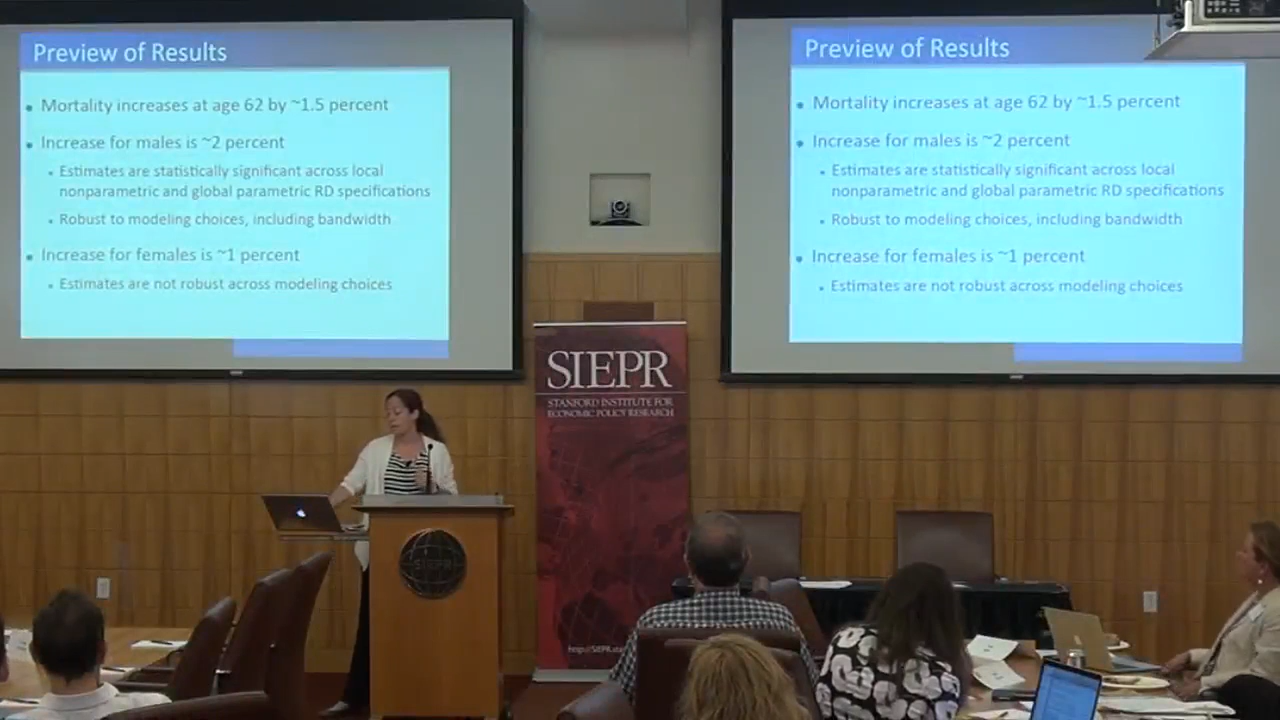 Preview of Results
Mortality increases at age 62 by ~1.5 percent
Increase for males is ~2 percent
Estimates are statistically significant across local
nonparametric and global parametric RD specifications
Robust to modeling choices, including bandwidth
Increase for females is ~1 percent
Estimates are not robust across modeling choices
Preview of Results
Mortality increases at age 62 by ~1.5 percent
Increase for males is ~2 percent
Estimates are statistically significant across local
nonparametric and global parametric RD specifications
Robust to modeling choices, including bandwidth
Increase for females is ~1 percent
Estimates are not robust across modeling choices
SIEPR
STANFORD INSTITUTE FOR
ECONOMIC POLICY RESEARCH
SIEPR